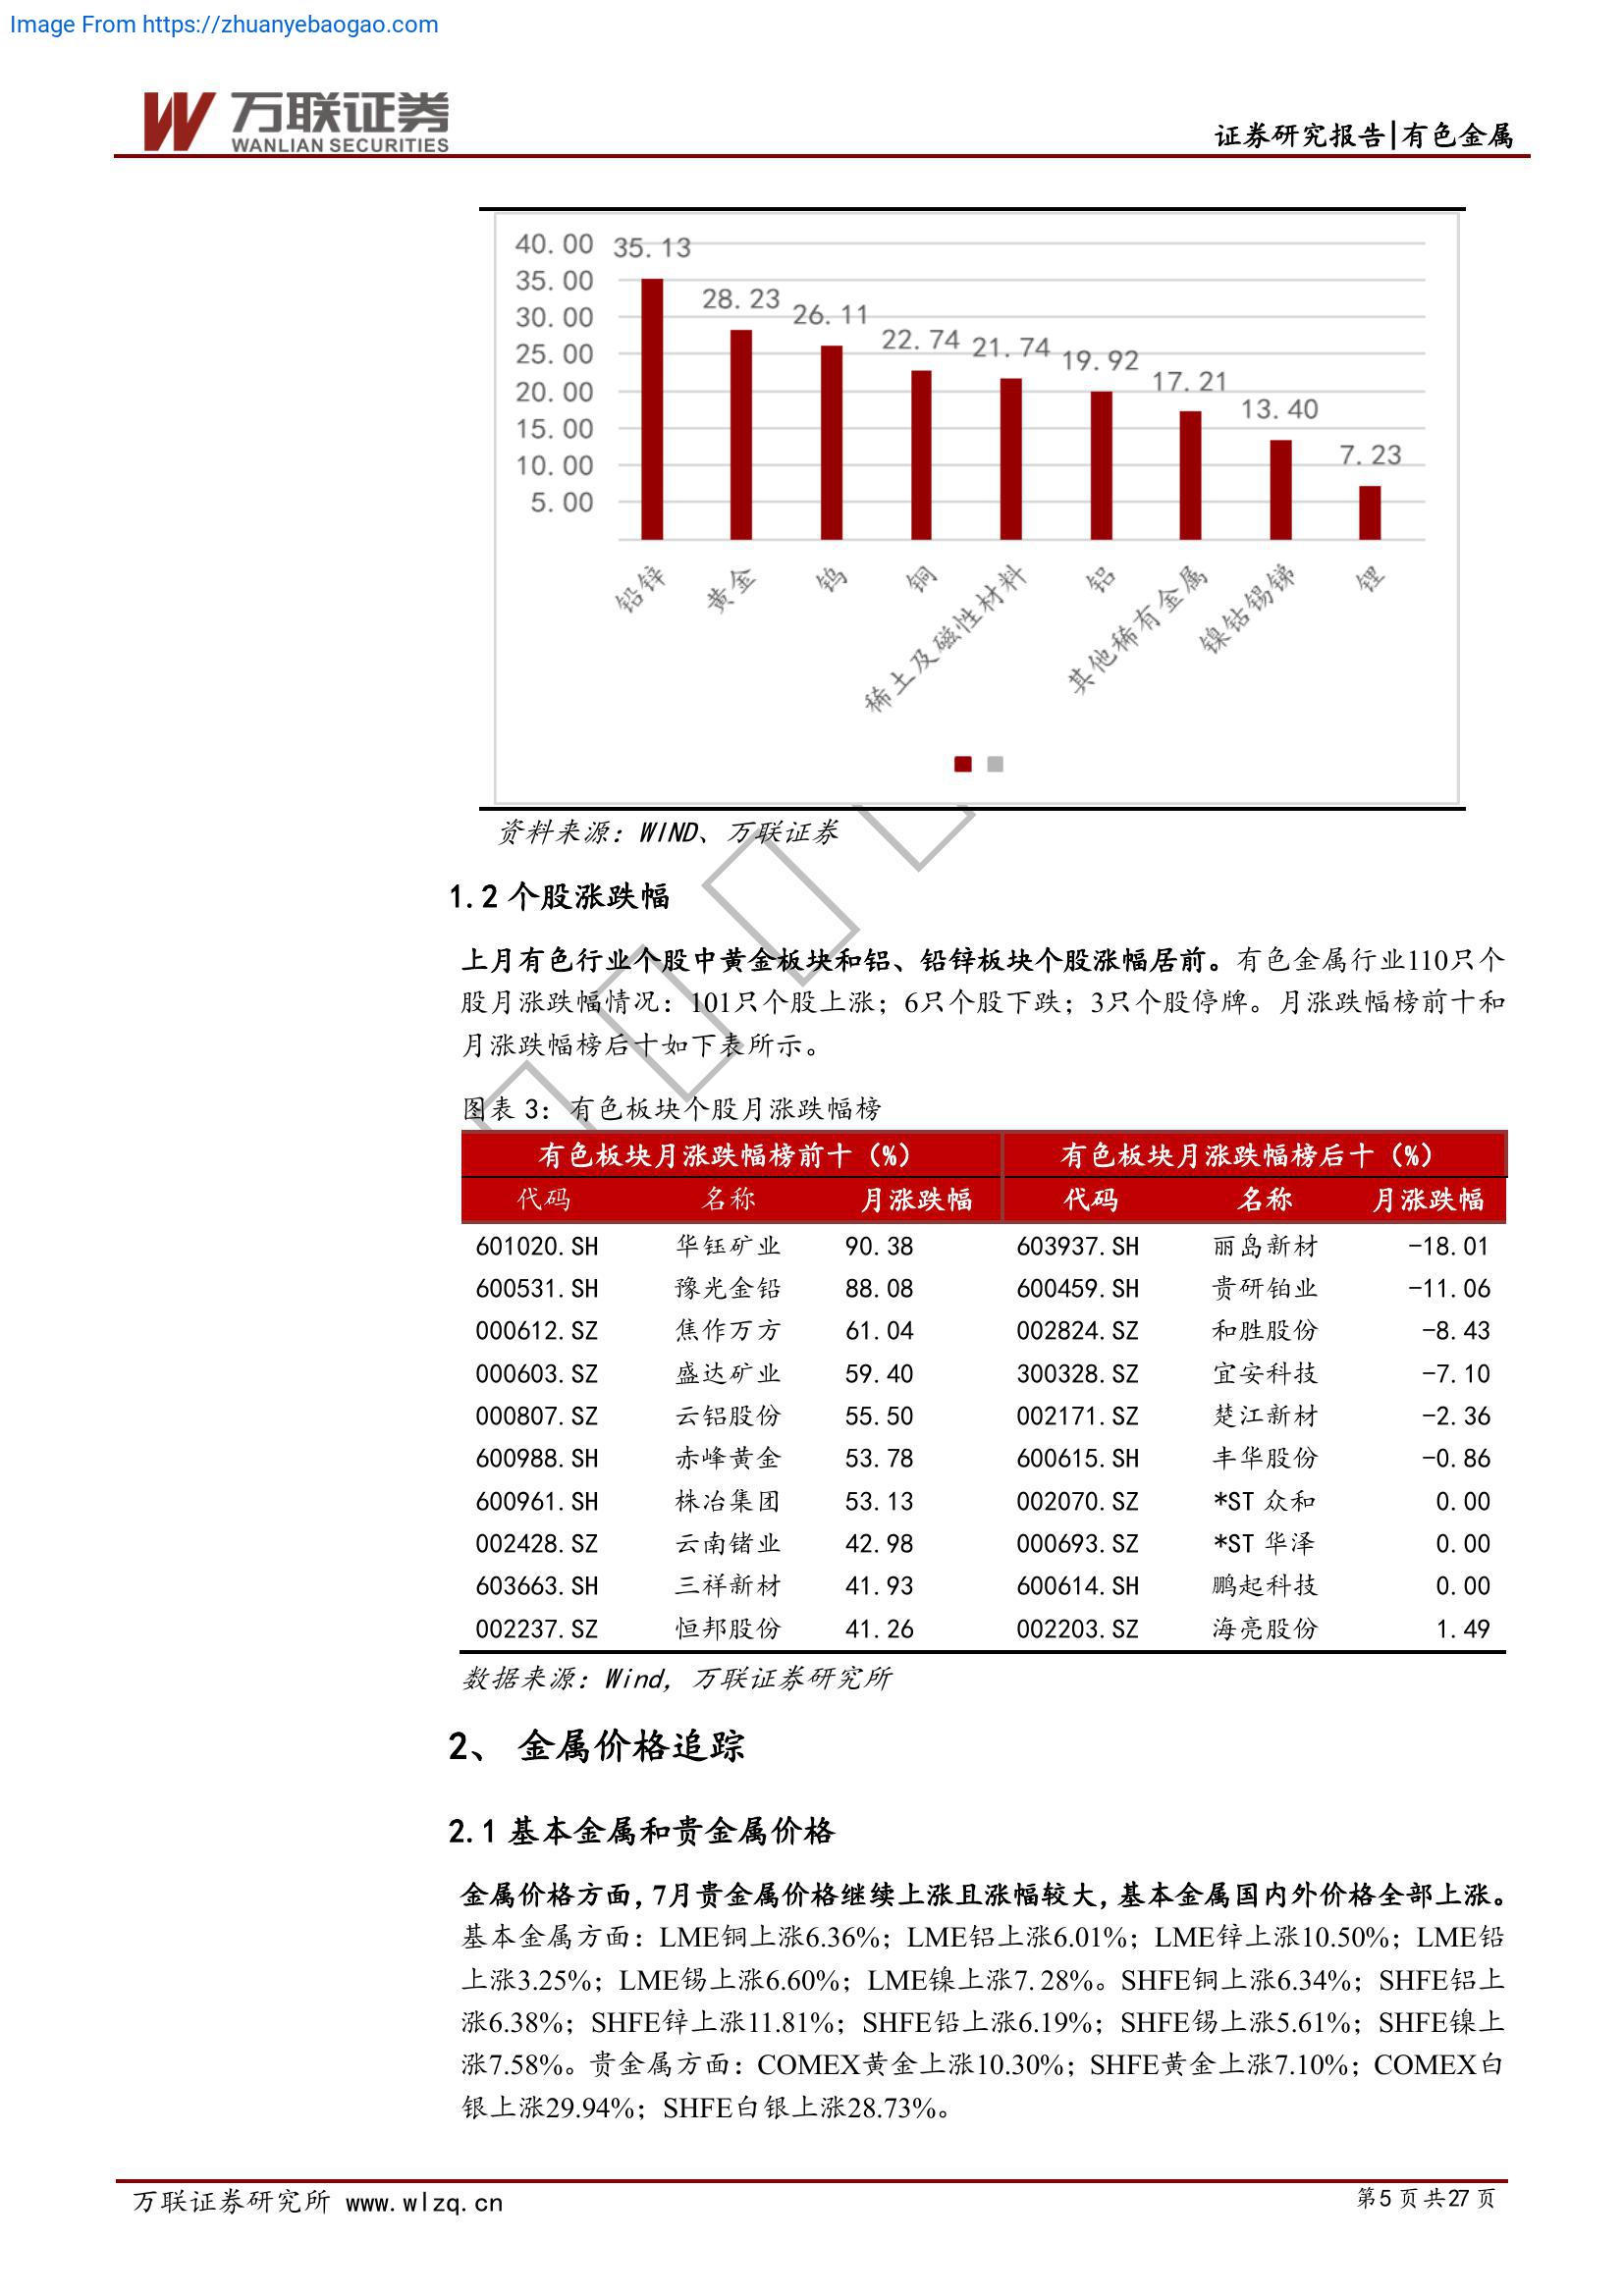 Image From https://zhuanyebaogao.com
万联证券
WANLIAN SECURITIES
证券研究报告|有色金属
40.00
35.00
30.00
25.00
20.00
15.00
10.00
5.00
35.13
28.23
26.11
22.74
21.74
19.92
17.21
13.40
7.23
铅锌
黄金
钨
铜
稀土及磁性材料
铝
其他稀有金属
镍钴锡锑
锂
资料来源：WIND、万联证券
1.2 个股涨跌幅
上月有色行业个股中黄金板块和铝、铅锌板块个股涨幅居前。有色金属行业110只个
股月涨跌幅情况：101只个股上涨；6只个股下跌；3只个股停牌。月涨跌幅榜前十和
月涨跌幅榜后十如下表所示。
图表 3：有色板块个股月涨跌幅榜
有色板块月涨跌幅榜前十（%） 有色板块月涨跌幅榜后十（%）
代码 名称 月涨跌幅 代码 名称 月涨跌幅
601020.SH 华钰矿业 90.38 603937.SH 丽岛新材 -18.01
600531.SH 豫光金铅 88.08 600459.SH 贵研铂业 -11.06
000612.SZ 焦作万方 61.04 002824.SZ 和胜股份 -8.43
000603.SZ 盛达矿业 59.40 300328.SZ 宜安科技 -7.10
000807.SZ 云铝股份 55.50 002171.SZ 楚江新材 -2.36
600988.SH 赤峰黄金 53.78 600615.SH 丰华股份 -0.86
600961.SH 株冶集团 53.13 002070.SZ *ST 众和 0.00
002428.SZ 云南锗业 42.98 000693.SZ *ST 华泽 0.00
603663.SH 三祥新材 41.93 600614.SH 鹏起科技 0.00
002237.SZ 恒邦股份 41.26 002203.SZ 海亮股份 1.49
数据来源：Wind，万联证券研究所
2、 金属价格追踪
2.1 基本金属和贵金属价格
金属价格方面，7月贵金属价格继续上涨且涨幅较大，基本金属国内外价格全部上涨。
基本金属方面：LME铜上涨6.36%；LME铝上涨6.01%；LME锌上涨10.50%；LME铅
上涨3.25%；LME锡上涨6.60%；LME镍上涨7.28%。SHFE铜上涨6.34%；SHFE铝上
涨6.38%；SHFE锌上涨11.81%；SHFE铅上涨6.19%；SHFE锡上涨5.61%；SHFE镍上
涨7.58%。贵金属方面：COMEX黄金上涨10.30%；SHFE黄金上涨7.10%；COMEX白
银上涨29.94%；SHFE白银上涨28.73%。
万联证券研究所 www.wlzq.cn
第5 页 共27 页